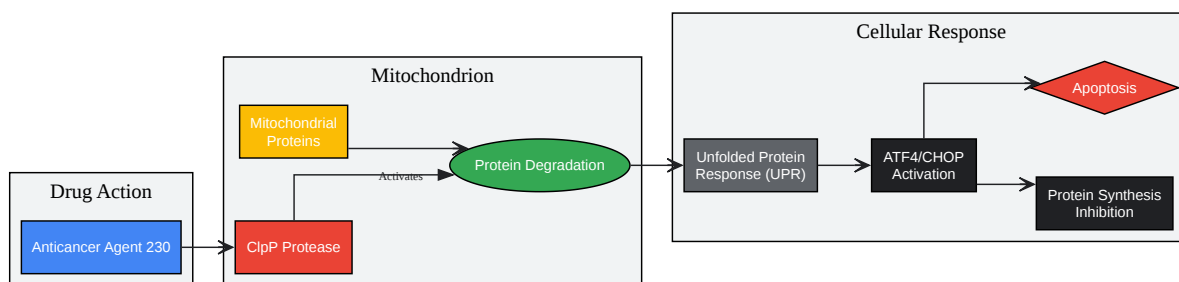 Drug Action
Anticancer Agent 230
Mitochondrion
Mitochondrial
Proteins
ClpP Protease
Activates
Protein Degradation
Cellular Response
Unfolded Protein
Response (UPR)
ATF4/CHOP
Activation
Apoptosis
Protein Synthesis
Inhibition